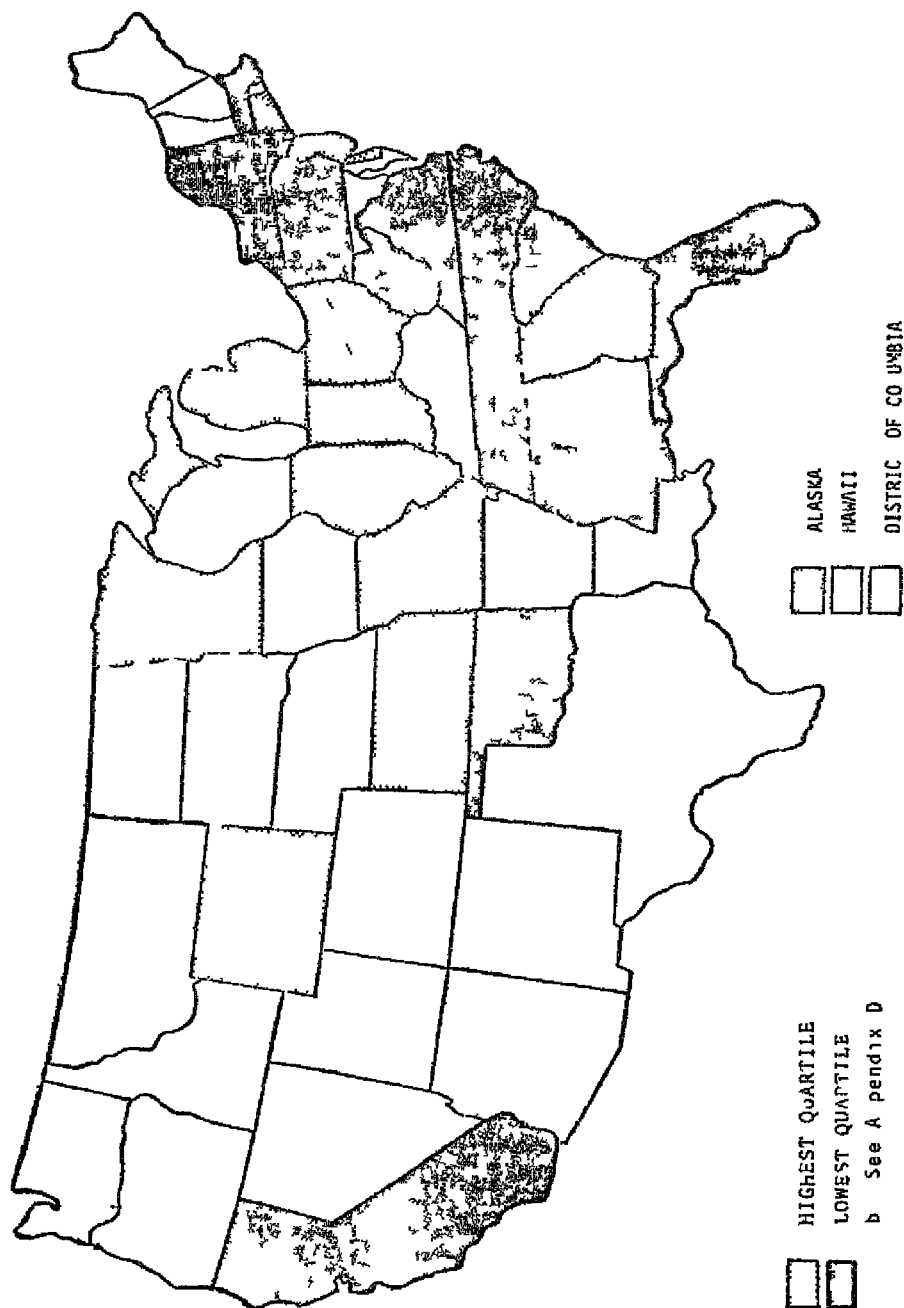 HIGHEST QUARTILE
LOWEST QUARTILE
b See A pendix D
ALASKA
HAWAII
DISTRIC OF CO UMBIA